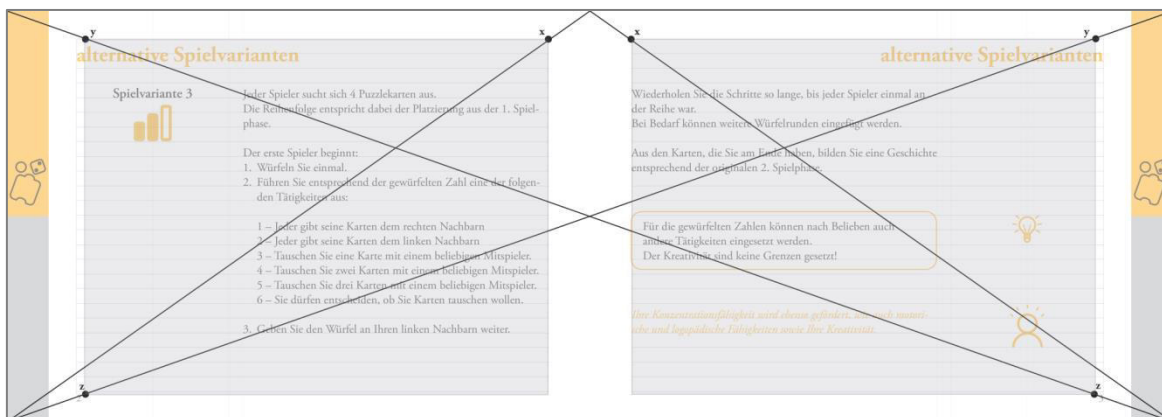 y
x
alternative Spielvarianten
Spielvariante 3
Jeder Spieler sucht sich 4 Puzzlekarten aus.
Die Reihenfolge entspricht dabei der Platzierung aus der 1. Spiel-
phase.
Der erste Spieler beginnt:
1. Würfeln Sie einmal.
2. Führen Sie entsprechend der gewürfelten Zahl eine der folgen-
den Tätigkeiten aus:
1 – Jeder gibt seine Karten dem rechten Nachbarn
2 – Jeder gibt seine Karten dem linken Nachbarn
3 – Tauschen Sie eine Karte mit einem beliebigen Mitspieler.
4 – Tauschen Sie zwei Karten mit einem beliebigen Mitspieler.
5 – Tauschen Sie drei Karten mit einem beliebigen Mitspieler.
6 – Sie dürfen entscheiden, ob Sie Karten tauschen wollen.
3. Geben Sie den Würfel an Ihren linken Nachbarn weiter.
z
x
y
alternative Spielvarianten
Wiederholen Sie die Schritte so lange, bis jeder Spieler einmal an
der Reihe war.
Bei Bedarf können weitere Würfelrunden eingefügt werden.
Aus den Karten, die Sie am Ende haben, bilden Sie eine Geschichte
entsprechend der originalen 2. Spielphase.
Für die gewürfelten Zahlen können nach Belieben auch
andere Tätigkeiten eingesetzt werden.
Der Kreativität sind keine Grenzen gesetzt!
Ihre Konzentrationsfähigkeit wird ebenso gefördert, wie auch motori-
sche und logopädische Fähigkeiten sowie Ihre Kreativität.
z